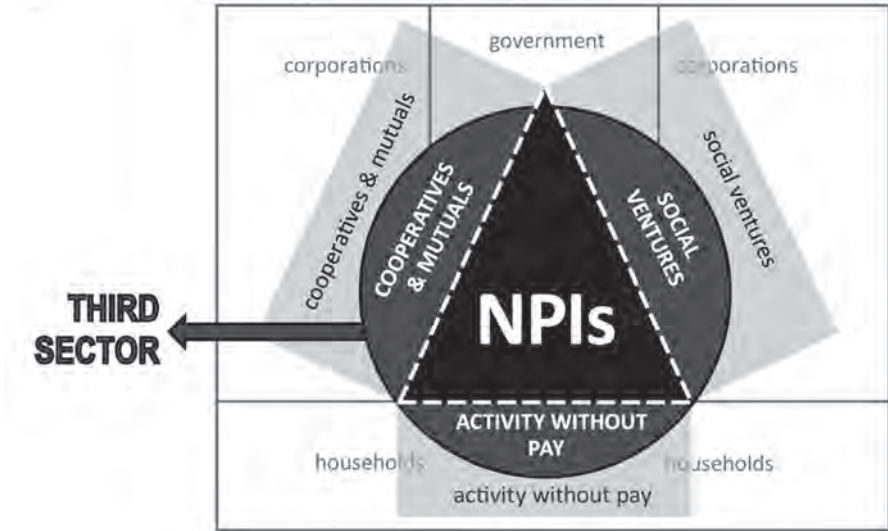 government
corporations
corporations
cooperatives & mutuals
social ventures
COOPERATIVES
& MUTUALS
SOCIAL
VENTURES
THIRD
SECTOR
NPIs
ACTIVITY WITHOUT
PAY
households
households
activity without pay